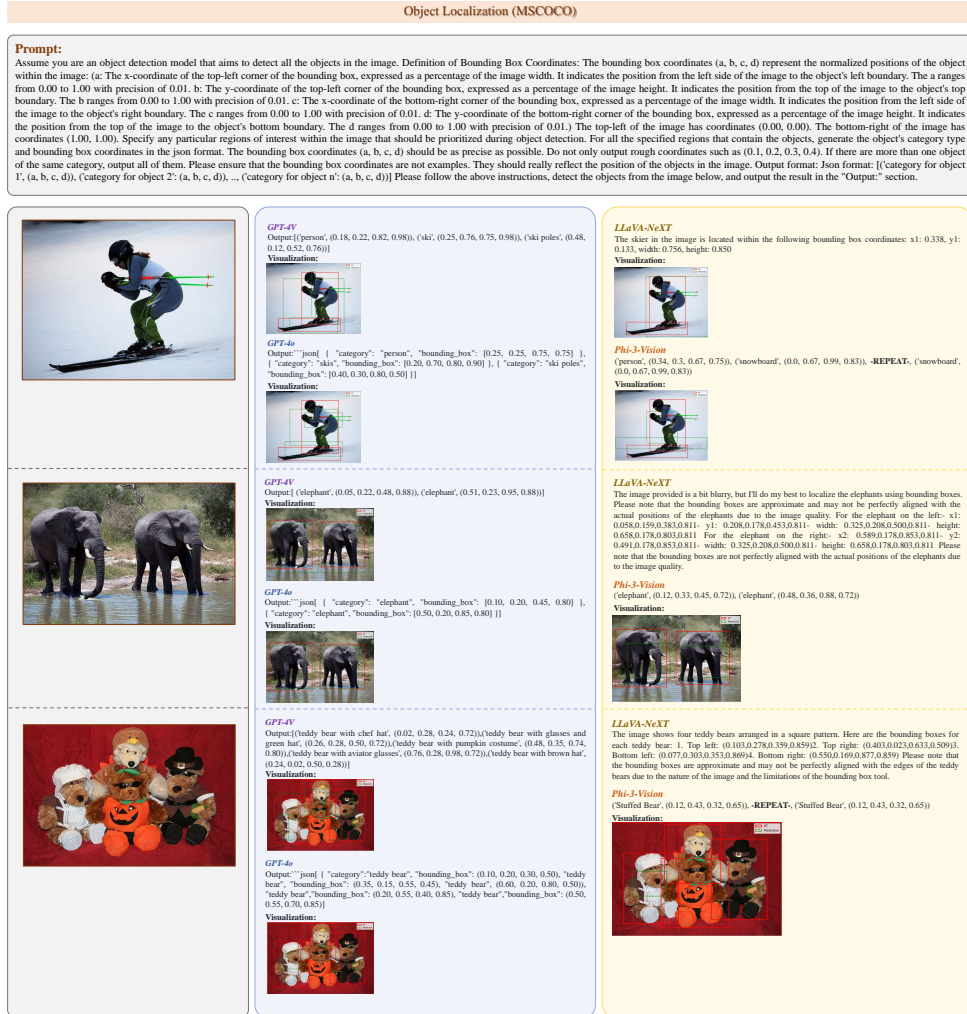 Object Localization (MSCOCO)
Prompt:
Assume you are an object detection model that aims to detect all the objects in the image. Definition of Bounding Box Coordinates: The bounding box coordinates (a, b, c, d) represent the normalized positions of the object
within the image: (a: The x-coordinate of the top-left corner of the bounding box, expressed as a percentage of the image width. It indicates the position from the left side of the image to the object's left boundary. The a ranges
from 0.00 to 1.00 with precision of 0.01. b: The y-coordinate of the top-left corner of the bounding box, expressed as a percentage of the image height. It indicates the position from the top of the image to the object's top
boundary. The b ranges from 0.00 to 1.00 with precision of 0.01. c: The x-coordinate of the bottom-right corner of the bounding box, expressed as a percentage of the image width. It indicates the position from the left side of
the image to the object's right boundary. The c ranges from 0.00 to 1.00 with precision of 0.01. d: The y-coordinate of the bottom-right corner of the bounding box, expressed as a percentage of the image height. It indicates
the position from the top of the image to the object's bottom boundary. The d ranges from 0.00 to 1.00 with precision of 0.01.) The top-left of the image has coordinates (0.00, 0.00). The bottom-right of the image has
coordinates (1.00, 1.00). Specify any particular regions of interest within the image that should be prioritized during object detection. For all the specified regions that contain the objects, generate the object's category type
and bounding box coordinates in the json format. The bounding box coordinates (a, b, c, d) should be as precise as possible. Do not only output rough coordinates such as (0.1, 0.2, 0.3, 0.4). If there are more than one object
of the same category, output all of them. Please ensure that the bounding box coordinates are not examples. They should really reflect the position of the objects in the image. Output format: Json format: [('category for object
1', (a, b, c, d)), ('category for object 2': (a, b, c, d)), .., ('category for object n': (a, b, c, d))] Please follow the above instructions, detect the objects from the image below, and output the result in the "Output:" section.
GPT-4V
Output:[('person', (0.18, 0.22, 0.82, 0.98)), ('ski', (0.25, 0.76, 0.75, 0.98)), ('ski poles', (0.48,
0.12, 0.52, 0.76))]
Visualization:
GPT-4o
Output:```json[ { "category": "person", "bounding_box": [0.25, 0.25, 0.75, 0.75] },
{ "category": "skis", "bounding_box": [0.20, 0.70, 0.80, 0.90] }, { "category": "ski poles",
"bounding_box": [0.40, 0.30, 0.80, 0.50] }]
Visualization:
LLaVA-NeXT
The skier in the image is located within the following bounding box coordinates: x1: 0.338, y1:
0.133, width: 0.756, height: 0.850
Visualization:
Phi-3-Vision
('person', (0.34, 0.3, 0.67, 0.75)), ('snowboard', (0.0, 0.67, 0.99, 0.83)), -REPEAT-, ('snowboard',
(0.0, 0.67, 0.99, 0.83))
Visualization:
GPT-4V
Output:[ ('elephant', (0.05, 0.22, 0.48, 0.88)), ('elephant', (0.51, 0.23, 0.95, 0.88))]
Visualization:
GPT-4o
Output:```json[ { "category": "elephant", "bounding_box": [0.10, 0.20, 0.45, 0.80] },
{ "category": "elephant", "bounding_box": [0.50, 0.20, 0.85, 0.80] }]
Visualization:
LLaVA-NeXT
The image provided is a bit blurry, but I'll do my best to localize the elephants using bounding boxes.
Please note that the bounding boxes are approximate and may not be perfectly aligned with the
actual positions of the elephants due to the image quality. For the elephant on the left:- x1:
0.058,0.159,0.383,0.811- y1: 0.208,0.178,0.453,0.811- width: 0.325,0.208,0.500,0.811- height:
0.658,0.178,0.803,0.811 For the elephant on the right:- x2: 0.589,0.178,0.853,0.811- y2:
0.491,0.178,0.853,0.811- width: 0.325,0.208,0.500,0.811- height: 0.658,0.178,0.803,0.811 Please
note that the bounding boxes are not perfectly aligned with the actual positions of the elephants due
to the image quality.
Phi-3-Vision
('elephant', (0.12, 0.33, 0.45, 0.72)), ('elephant', (0.48, 0.36, 0.88, 0.72))
Visualization:
GPT-4V
Output:[('teddy bear with chef hat', (0.02, 0.28, 0.24, 0.72)),('teddy bear with glasses and
green hat', (0.26, 0.28, 0.50, 0.72)),('teddy bear with pumpkin costume', (0.48, 0.35, 0.74,
0.80)),('teddy bear with aviator glasses', (0.76, 0.28, 0.98, 0.72)),('teddy bear with brown hat',
(0.24, 0.02, 0.50, 0.28))]
Visualization:
GPT-4o
Output:```json[ { "category":"teddy bear", "bounding_box": (0.10, 0.20, 0.30, 0.50), "teddy
bear", "bounding_box": (0.35, 0.15, 0.55, 0.45), "teddy bear", (0.60, 0.20, 0.80, 0.50)),
"teddy bear","bounding_box": (0.20, 0.55, 0.40, 0.85), "teddy bear","bounding_box": (0.50,
0.55, 0.70, 0.85)]
Visualization:
LLaVA-NeXT
The image shows four teddy bears arranged in a square pattern. Here are the bounding boxes for
each teddy bear: 1. Top left: (0.103,0.278,0.359,0.859)2. Top right: (0.403,0.023,0.633,0.509)3.
Bottom left: (0.077,0.303,0.353,0.869)4. Bottom right: (0.550,0.169,0.877,0.859) Please note that
the bounding boxes are approximate and may not be perfectly aligned with the edges of the teddy
bears due to the nature of the image and the limitations of the bounding box tool.
Phi-3-Vision
('Stuffed Bear', (0.12, 0.43, 0.32, 0.65)), -REPEAT-, ('Stuffed Bear', (0.12, 0.43, 0.32, 0.65))
Visualization: